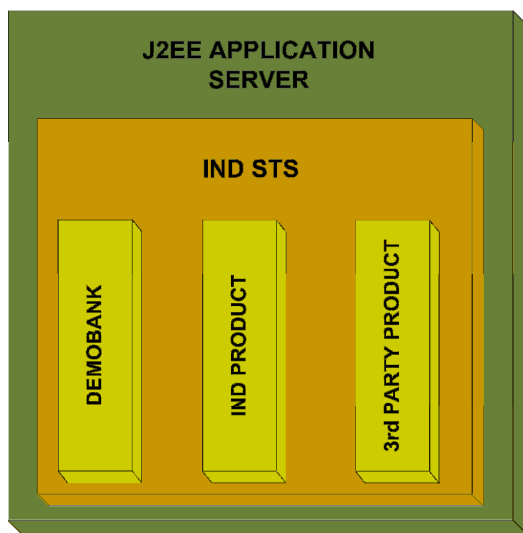 J2EE APPLICATION
SERVER
IND STS
DEMOBANK
IND PRODUCT
3rd PARTY PRODUCT